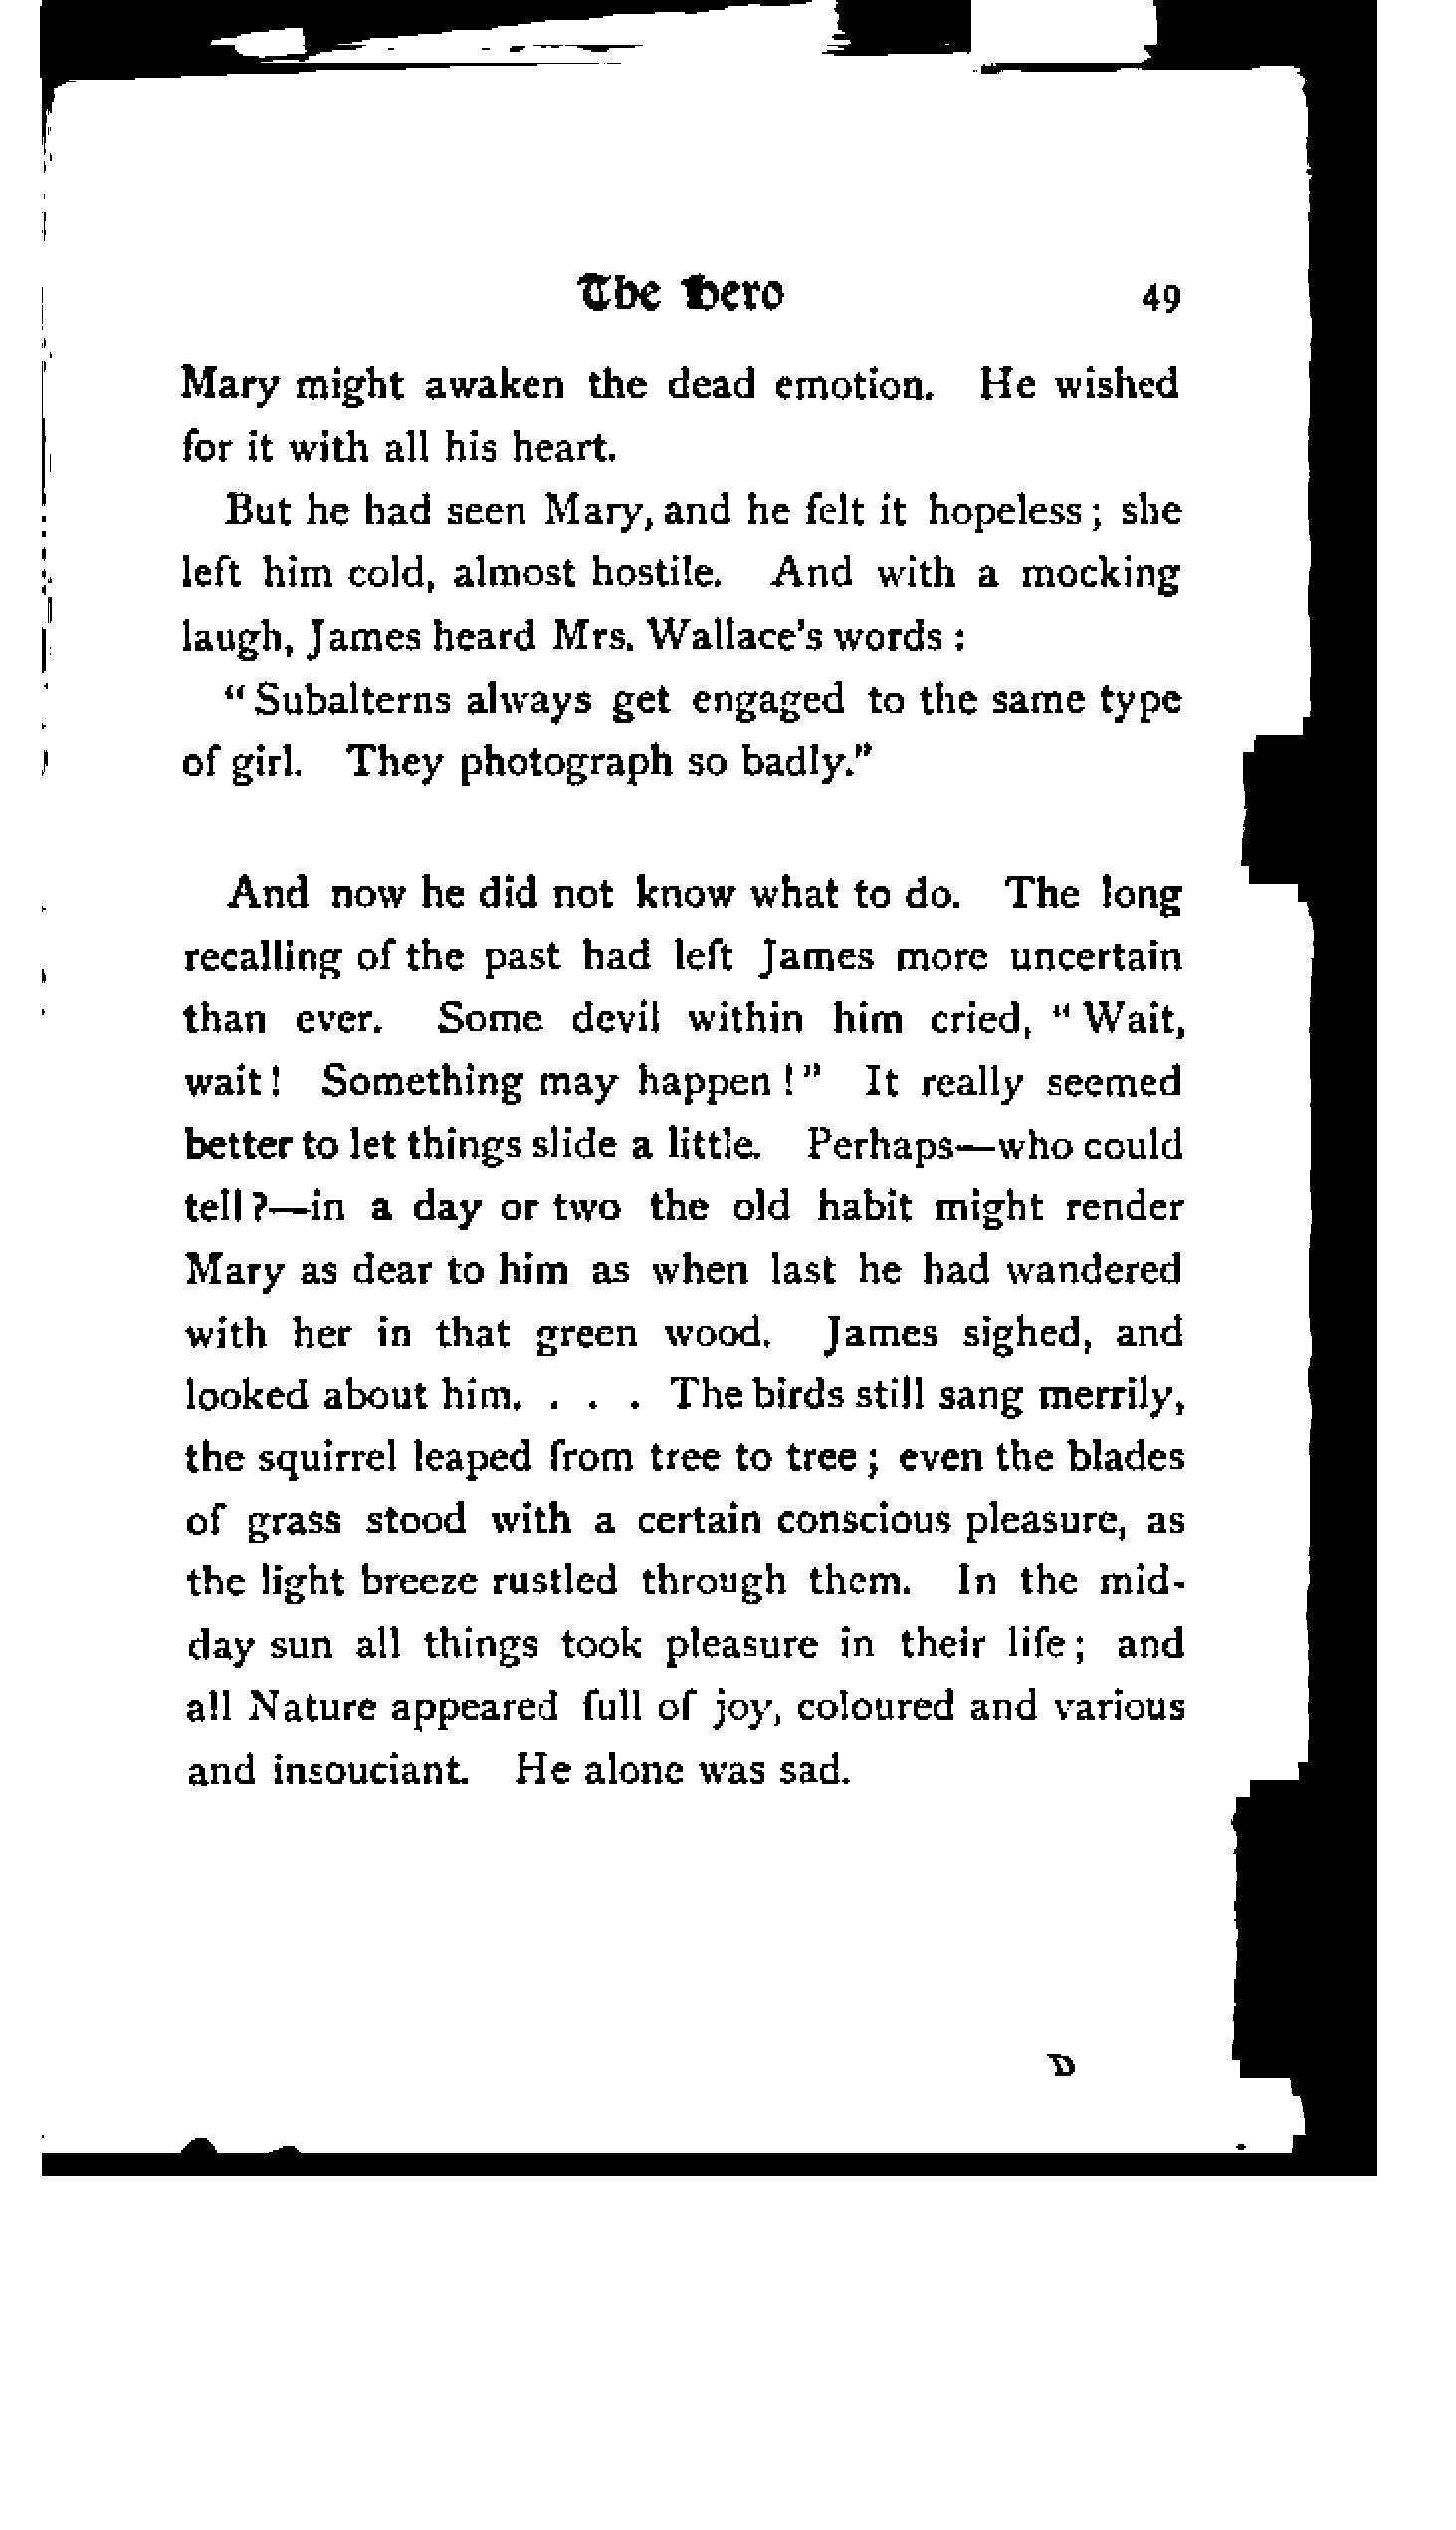 The Hero 49
Mary might awaken the dead emotion. He wished
for it with all his heart.
But he had seen Mary, and he felt it hopeless; she
left him cold, almost hostile. And with a mocking
laugh, James heard Mrs. Wallace's words:
"Subalterns always get engaged to the same type
of girl. They photograph so badly."
And now he did not know what to do. The long
recalling of the past had left James more uncertain
than ever. Some devil within him cried, "Wait,
wait! Something may happen!" It really seemed
better to let things slide a little. Perhaps—who could
tell?—in a day or two the old habit might render
Mary as dear to him as when last he had wandered
with her in that green wood. James sighed, and
looked about him. . . . The birds still sang merrily,
the squirrel leaped from tree to tree; even the blades
of grass stood with a certain conscious pleasure, as
the light breeze rustled through them. In the mid-
day sun all things took pleasure in their life; and
all Nature appeared full of joy, coloured and various
and insouciant. He alone was sad.
D